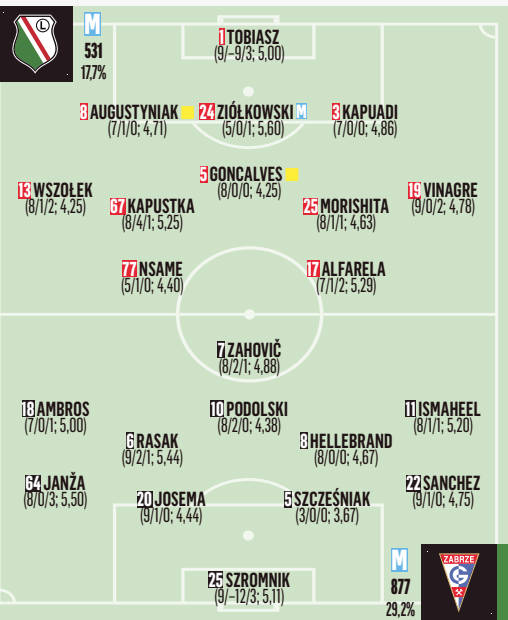 L
M
531
17,7%
1 TOBIASZ
(9/–9/3; 5,00)
8 AUGUSTYNIAK
(7/1/0; 4,71)
24 ZIÓŁKOWSKI M
(5/0/1; 5,60)
3 KAPUADI
(7/0/0; 4,86)
5 GONCALVES
(8/0/0; 4,25)
13 WSZOŁEK
(8/1/2; 4,25)
67 KAPUSTKA
(8/4/1; 5,25)
25 MORISHITA
(8/1/1; 4,63)
19 VINAGRE
(9/0/2; 4,78)
77 NSAME
(5/1/0; 4,40)
17 ALFARELA
(7/1/2; 5,29)
7 ZAHOVIČ
(8/2/1; 4,88)
18 AMBROS
(7/0/1; 5,00)
10 PODOLSKI
(8/2/0; 4,38)
11 ISMAHEEL
(8/1/1; 5,20)
6 RASAK
(9/2/1; 5,44)
8 HELLEBRAND
(8/0/0; 4,67)
64 JANŽA
(8/0/3; 5,50)
20 JOSEMA
(9/1/0; 4,44)
5 SZCZEŚNIAK
(3/0/0; 3,67)
22 SANCHEZ
(9/1/0; 4,75)
25 SZROMNIK
(9/–12/3; 5,11)
M
877
29,2%
ZABRZE
G